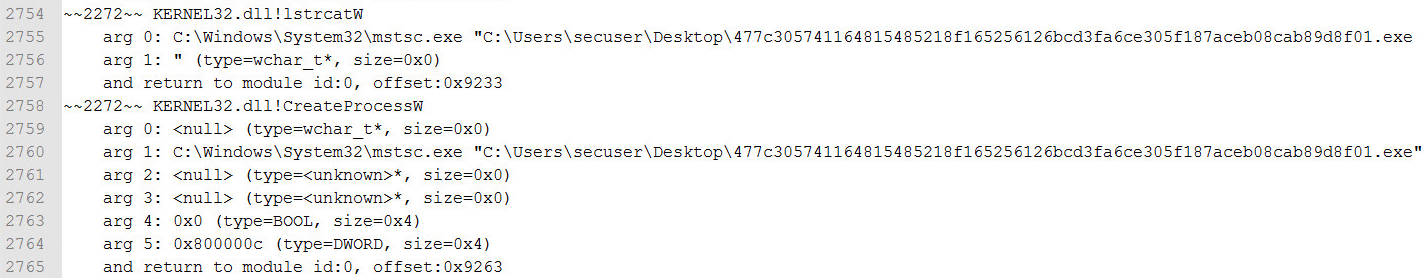 2754 ~~2272~~ KERNEL32.dll!lstrcatW
2755 arg 0: C:\Windows\System32\mstsc.exe "C:\Users\secuser\Desktop\477c305741164815485218f165256126bcd3fa6ce305f187aceb08cab89d8f01.exe
2756 arg 1: " (type=wchar_t*, size=0x0)
2757 and return to module id:0, offset:0x9233
2758 ~~2272~~ KERNEL32.dll!CreateProcessW
2759 arg 0: <null> (type=wchar_t*, size=0x0)
2760 arg 1: C:\Windows\System32\mstsc.exe "C:\Users\secuser\Desktop\477c305741164815485218f165256126bcd3fa6ce305f187aceb08cab89d8f01.exe"
2761 arg 2: <null> (type=<unknown>*, size=0x0)
2762 arg 3: <null> (type=<unknown>*, size=0x0)
2763 arg 4: 0x0 (type=BOOL, size=0x4)
2764 arg 5: 0x800000c (type=DWORD, size=0x4)
2765 and return to module id:0, offset:0x9263